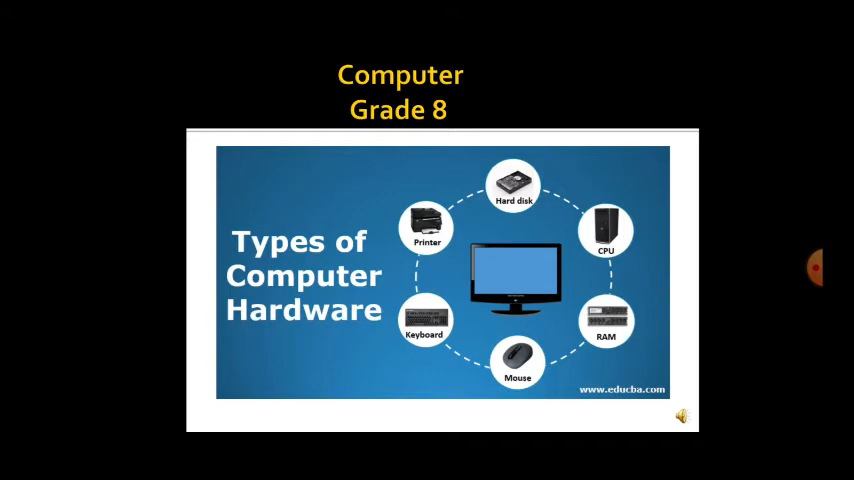 Computer
Grade 8
Types of
Computer
Hardware
Hard disk
Printer
CPU
Keyboard
RAM
Mouse
www.educba.com